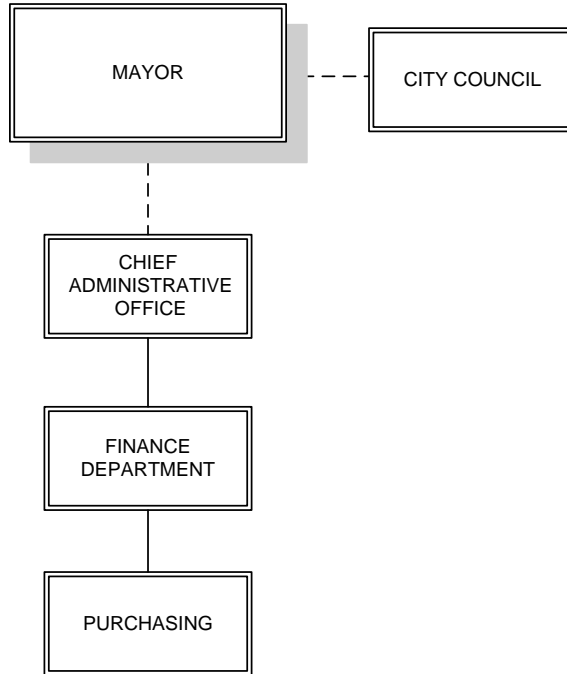 MAYOR
CITY COUNCIL
CHIEF
ADMINISTRATIVE
OFFICE
FINANCE
DEPARTMENT
PURCHASING